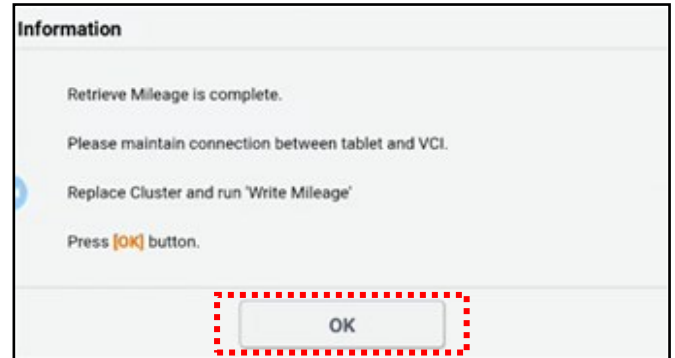 Information
Retrieve Mileage is complete.
Please maintain connection between tablet and VCI.
Replace Cluster and run 'Write Mileage'
Press [OK] button.
OK